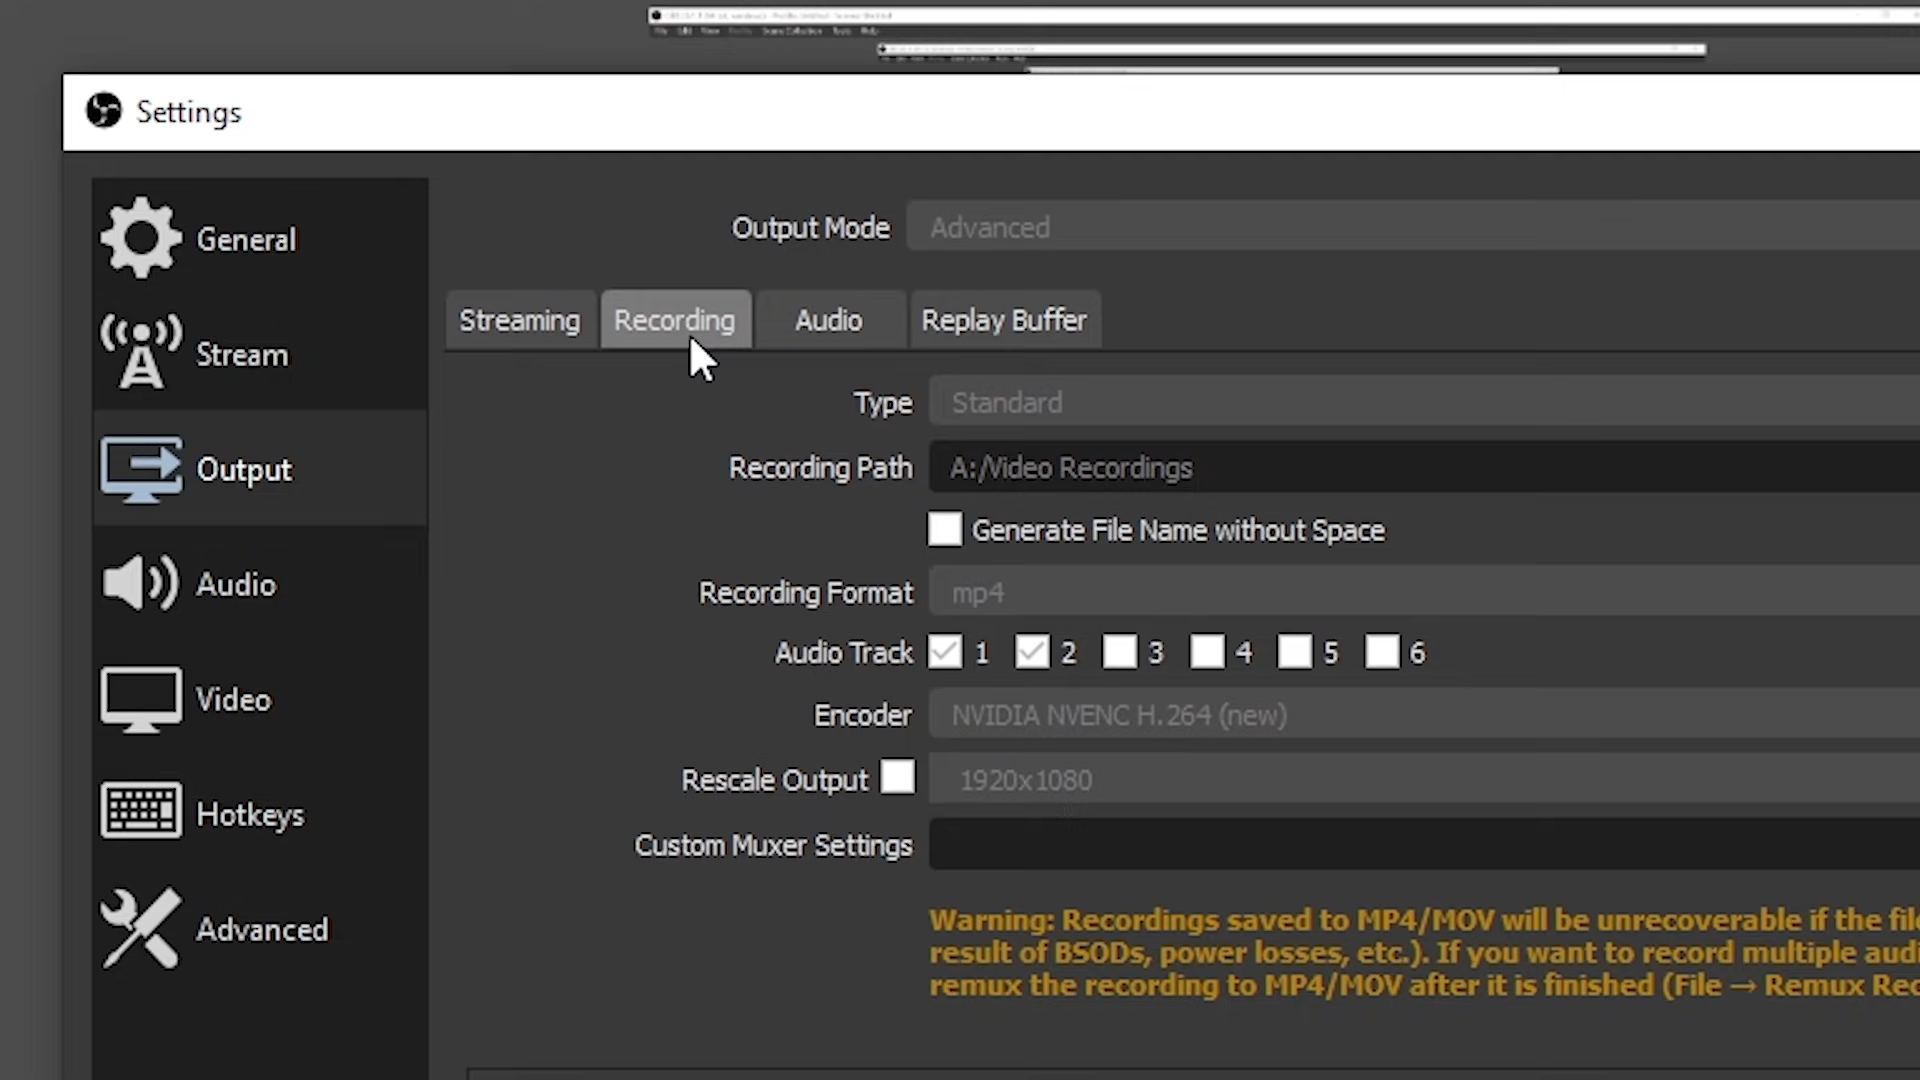 Settings
General
Stream
Output
Audio
Video
Hotkeys
Advanced
Output Mode Advanced
Streaming Recording Audio Replay Buffer
Type Standard
Recording Path A:/Video Recordings
Generate File Name without Space
Recording Format mp4
Audio Track 1 2 3 4 5 6
Encoder NVIDIA NVENC H.264 (new)
Rescale Output 1920x1080
Custom Muxer Settings
Warning: Recordings saved to MP4/MOV will be unrecoverable if the file
result of BSODs, power losses, etc.). If you want to record multiple audi
remux the recording to MP4/MOV after it is finished (File → Remux Rec